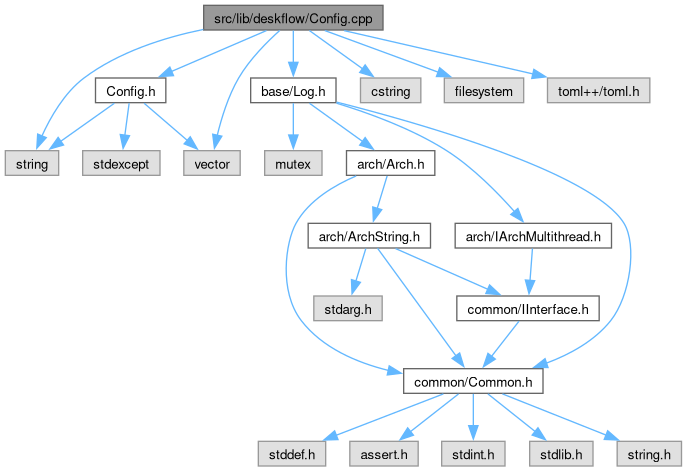 src/lib/deskflow/Config.cpp
Config.h
base/Log.h
cstring
filesystem
toml++/toml.h
string
stdexcept
vector
mutex
arch/Arch.h
arch/ArchString.h
arch/IArchMultithread.h
stdarg.h
common/IInterface.h
common/Common.h
stddef.h
assert.h
stdint.h
stdlib.h
string.h